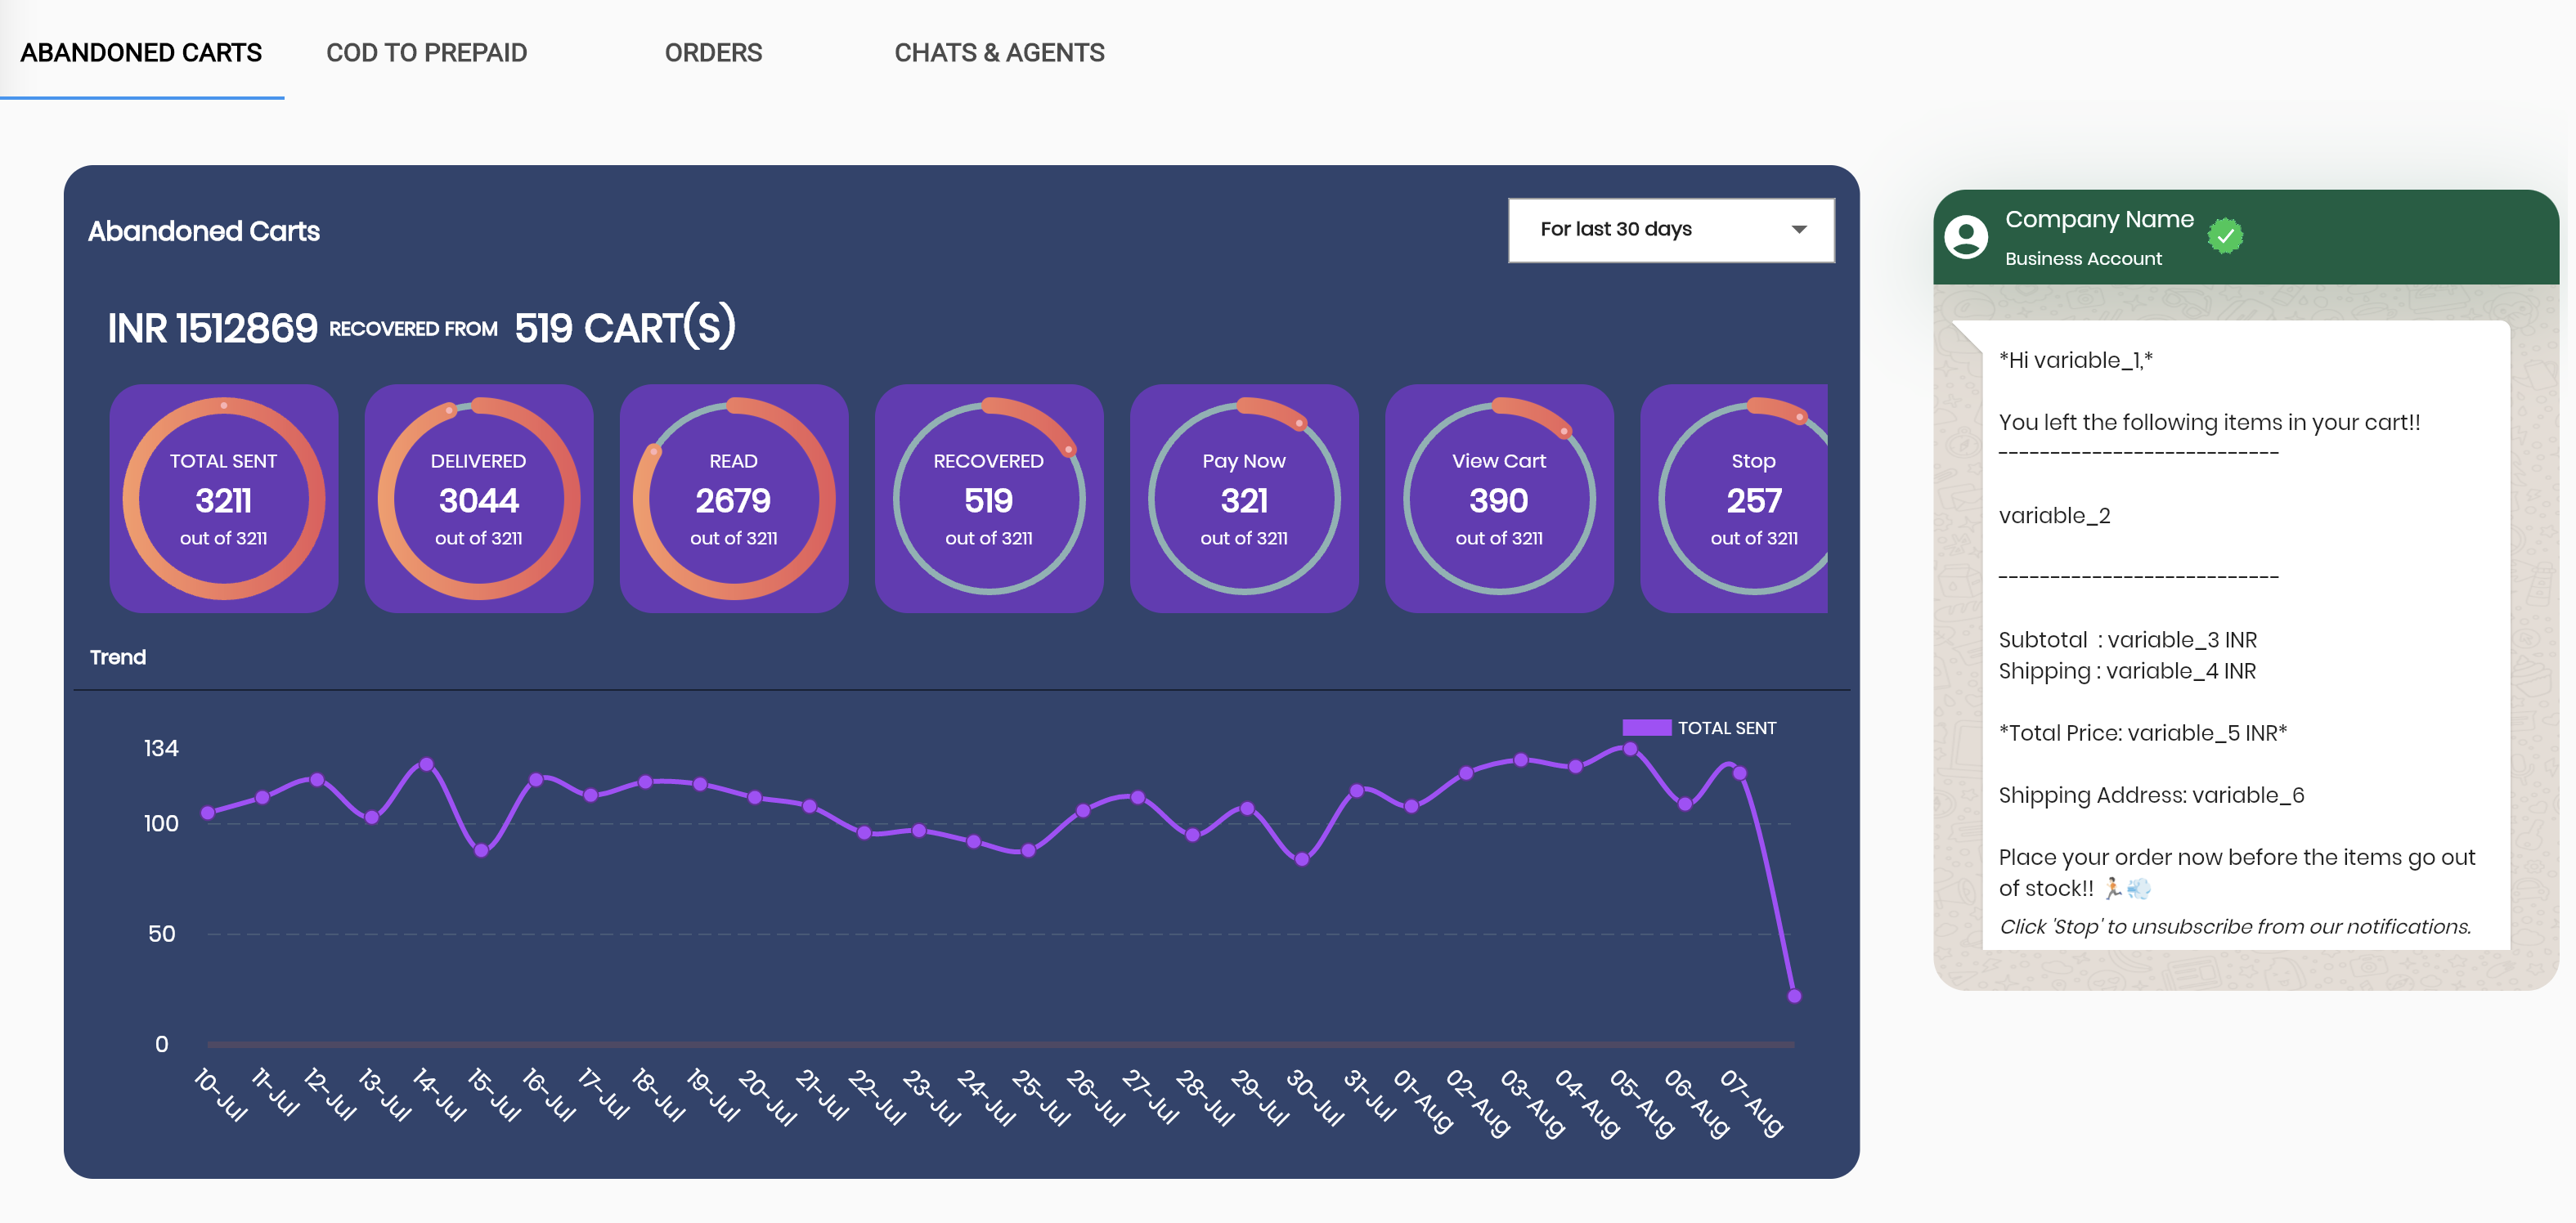 ABANDONED CARTS COD TO PREPAID ORDERS CHATS & AGENTS
Abandoned Carts
For last 30 days
INR 1512869 RECOVERED FROM 519 CART(S)
TOTAL SENT
3211
out of 3211
DELIVERED
3044
out of 3211
READ
2679
out of 3211
RECOVERED
519
out of 3211
Pay Now
321
out of 3211
View Cart
390
out of 3211
Stop
257
out of 3211
Trend
TOTAL SENT
134
100
50
0
10-Jul
11-Jul
12-Jul
13-Jul
14-Jul
15-Jul
16-Jul
17-Jul
18-Jul
19-Jul
20-Jul
21-Jul
22-Jul
23-Jul
24-Jul
25-Jul
26-Jul
27-Jul
28-Jul
29-Jul
30-Jul
31-Jul
01-Aug
02-Aug
03-Aug
04-Aug
05-Aug
06-Aug
07-Aug
Company Name
Business Account
*Hi variable_1,*
You left the following items in your cart!!
---------------------------
variable_2
---------------------------
Subtotal : variable_3 INR
Shipping : variable_4 INR
*Total Price: variable_5 INR*
Shipping Address: variable_6
Place your order now before the items go out
of stock!! 🏃💨
Click 'Stop' to unsubscribe from our notifications.